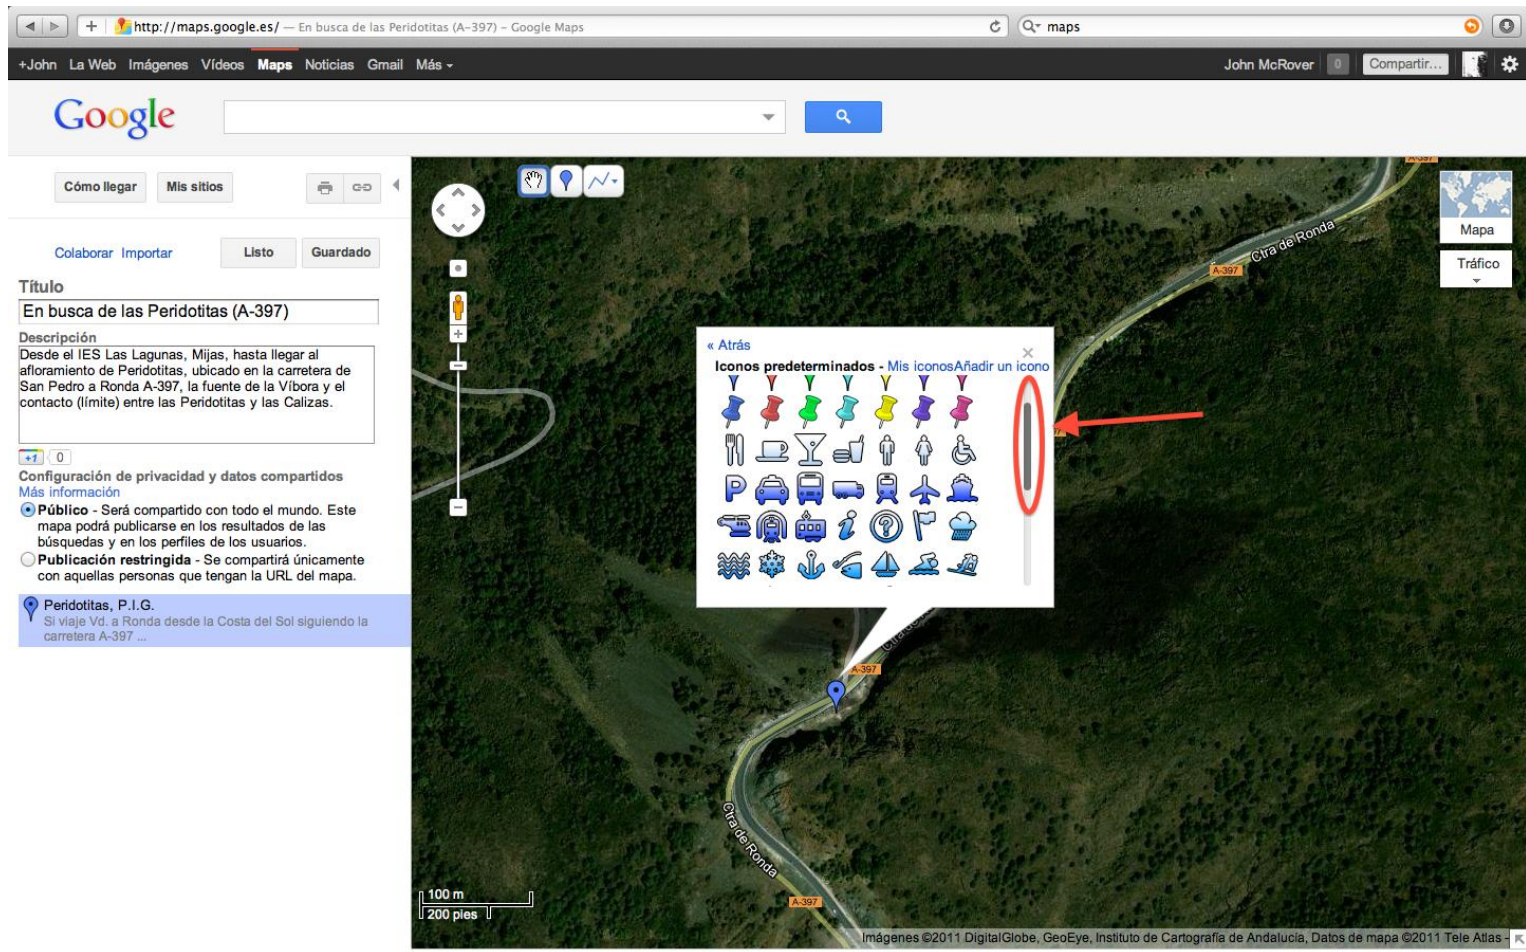 http://maps.google.es/ — En busca de las Peridotitas (A-397) – Google Maps
maps
+John La Web Imágenes Vídeos Maps Noticias Gmail Más
John McRover 0 Compartir...
Google
Cómo llegar Mis sitios
Colaborar Importar Listo Guardado
Título
En busca de las Peridotitas (A-397)
Descripción
Desde el IES Las Lagunas, Mijas, hasta llegar al
afloramiento de Peridotitas, ubicado en la carretera de
San Pedro a Ronda A-397, la fuente de la Víbora y el
contacto (límite) entre las Peridotitas y las Calizas.
+1 0
Configuración de privacidad y datos compartidos
Más información
Público - Será compartido con todo el mundo. Este
mapa podrá publicarse en los resultados de las
búsquedas y en los perfiles de los usuarios.
Publicación restringida - Se compartirá únicamente
con aquellas personas que tengan la URL del mapa.
Peridotitas, P.I.G.
Si viaje Vd. a Ronda desde la Costa del Sol siguiendo la
carretera A-397 ...
Mapa
Tráfico
Ctra de Ronda
A-397
« Atrás
Iconos predeterminados - Mis iconosAñadir un icono
P
i
?
A-397
Ctra de Ronda
A-397
100 m
200 pies
Imágenes ©2011 DigitalGlobe, GeoEye, Instituto de Cartografía de Andalucía, Datos de mapa ©2011 Tele Atlas -